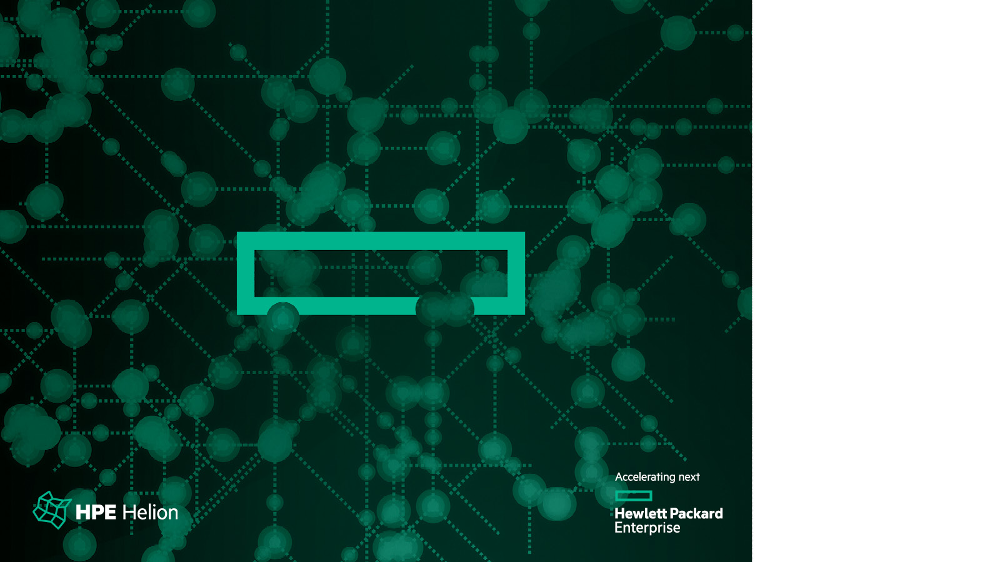 Accelerating next
HPE Helion
Hewlett Packard
Enterprise